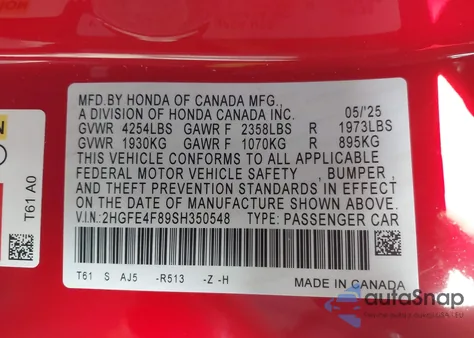 MFD.BY HONDA OF CANADA MFG.,
A DIVISION OF HONDA CANADA INC. 05/'25
GVWR 4254LBS GAWR F 2358LBS R 1973LBS
GVWR 1930KG GAWR F 1070KG R 895KG
THIS VEHICLE CONFORMS TO ALL APPLICABLE
FEDERAL MOTOR VEHICLE SAFETY , BUMPER ,
AND THEFT PREVENTION STANDARDS IN EFFECT
ON THE DATE OF MANUFACTURE SHOWN ABOVE.
V.I.N: 2HGFE4F89SH350548 TYPE: PASSENGER CAR
T61 S AJ5 -R513 -Z -H
MADE IN CANADA
T61 A0
autoSnap